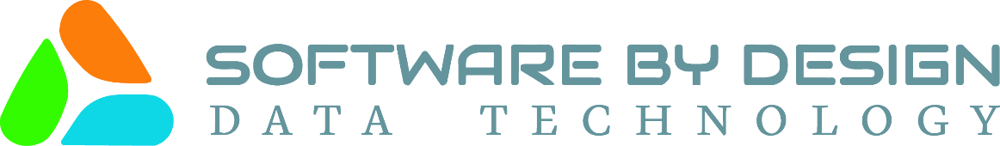 SOFTWARE BY DESIGN
DATA TECHNOLOGY